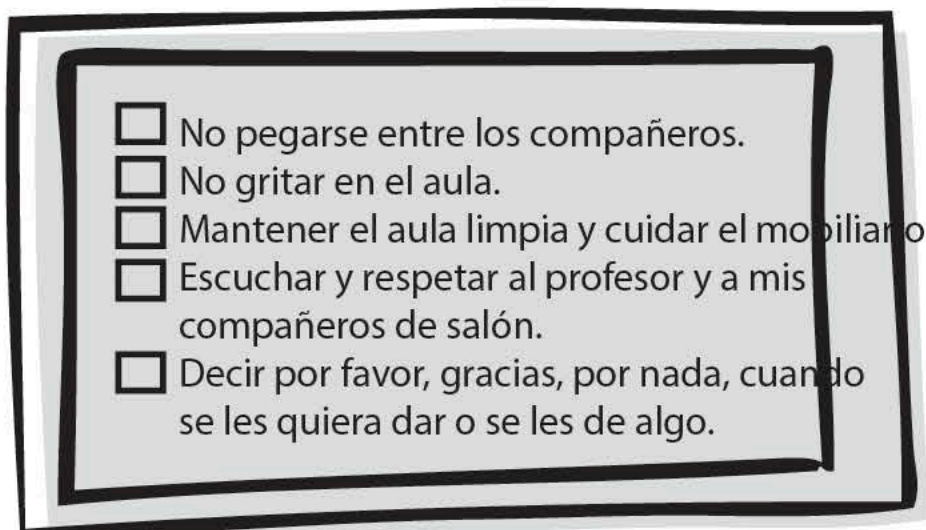 No pegarse entre los compañeros.
No gritar en el aula.
Mantener el aula limpia y cuidar el mobiliario
Escuchar y respetar al profesor y a mis
compañeros de salón.
Decir por favor, gracias, por nada, cuando
se les quiera dar o se les de algo.